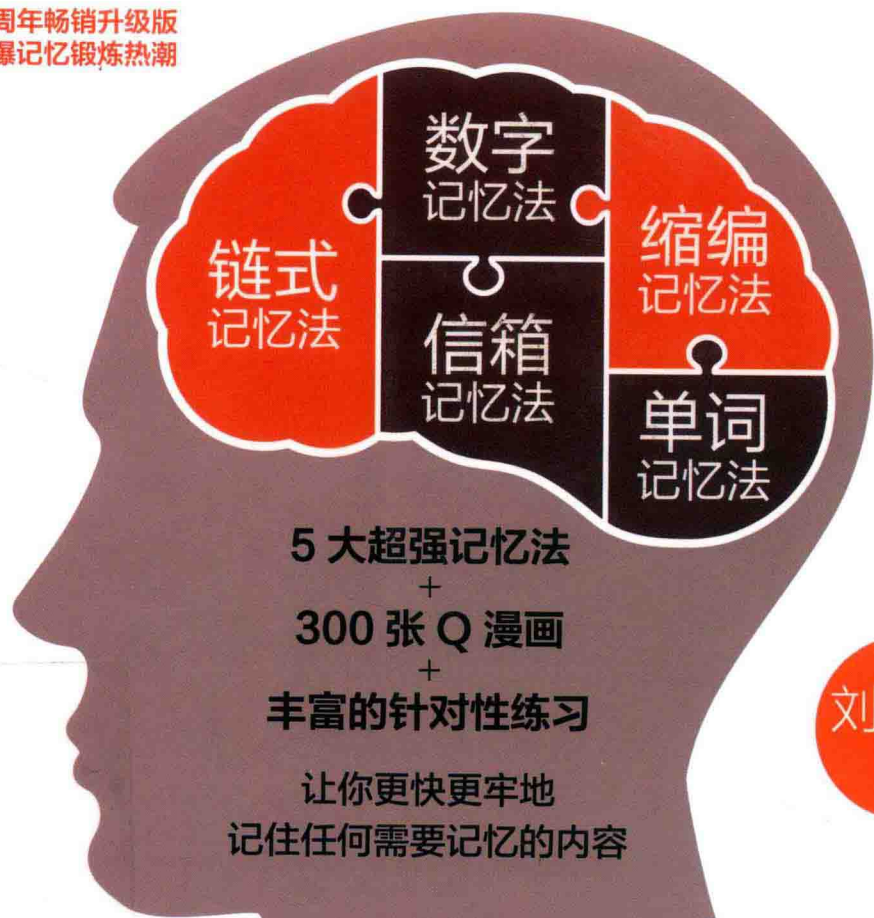 周年畅销升级版
爆记忆锻炼热潮
数字
记忆法
缩编
记忆法
链式
记忆法
信箱
记忆法
单词
记忆法
5 大超强记忆法
+
300 张 Q 漫画
+
丰富的针对性练习
刘
让你更快更牢地
记住任何需要记忆的内容